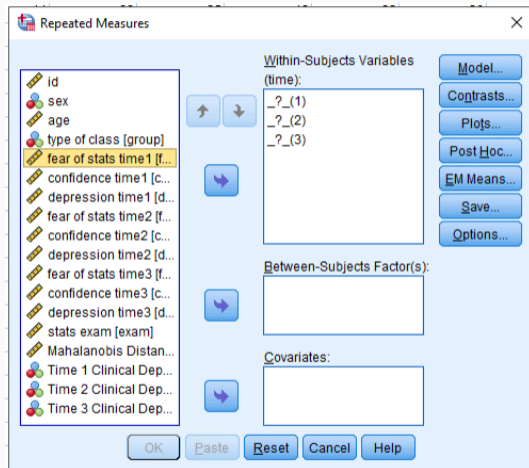 Repeated Measures
id
sex
age
type of class [group]
fear of stats time1 [f...
confidence time1 [c...
depression time1 [d...
fear of stats time2 [f...
confidence time2 [c...
depression time2 [d...
fear of stats time3 [f...
confidence time3 [c...
depression time3 [d...
stats exam [exam]
Mahalanobis Distan...
Time 1 Clinical Dep...
Time 2 Clinical Dep...
Time 3 Clinical Dep...
Within-Subjects Variables
(time):
_?_(1)
_?_(2)
_?_(3)
Between-Subjects Factor(s):
Covariates:
Model...
Contrasts...
Plots...
Post Hoc...
EM Means...
Save...
Options...
OK Paste Reset Cancel Help